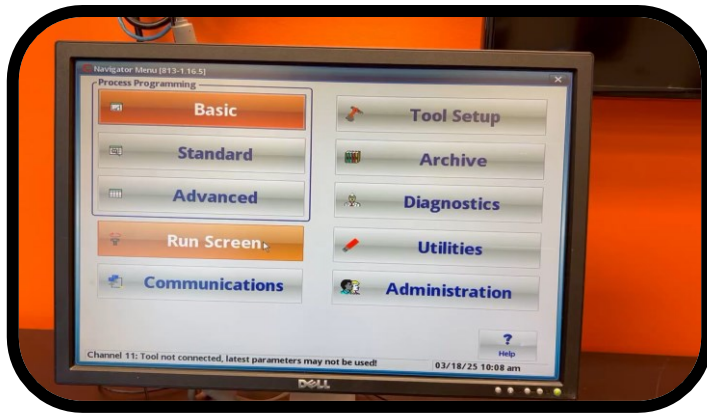 Navigator Menu [813-1.16.5]
Process Programming
Basic
Standard
Advanced
Run Screen
Communications
Tool Setup
Archive
Diagnostics
Utilities
Administration
?
Help
Channel 11: Tool not connected, latest parameters may not be used!
03/18/25 10:08 am
DELL